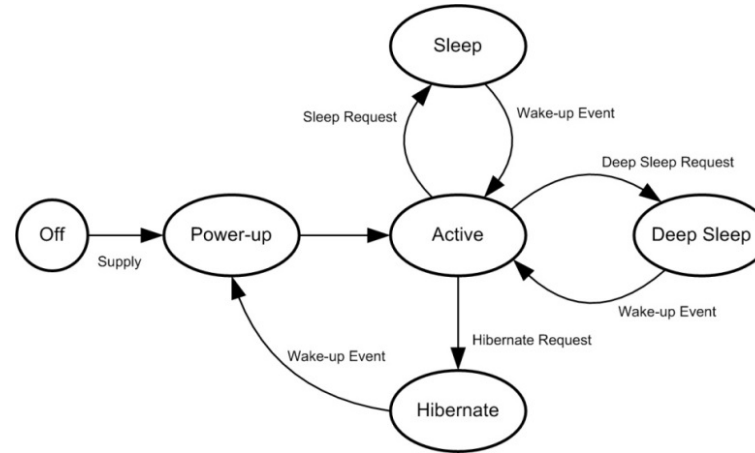 Sleep
Sleep Request
Wake-up Event
Deep Sleep Request
Off
Power-up
Active
Deep Sleep
Supply
Wake-up Event
Hibernate Request
Wake-up Event
Hibernate